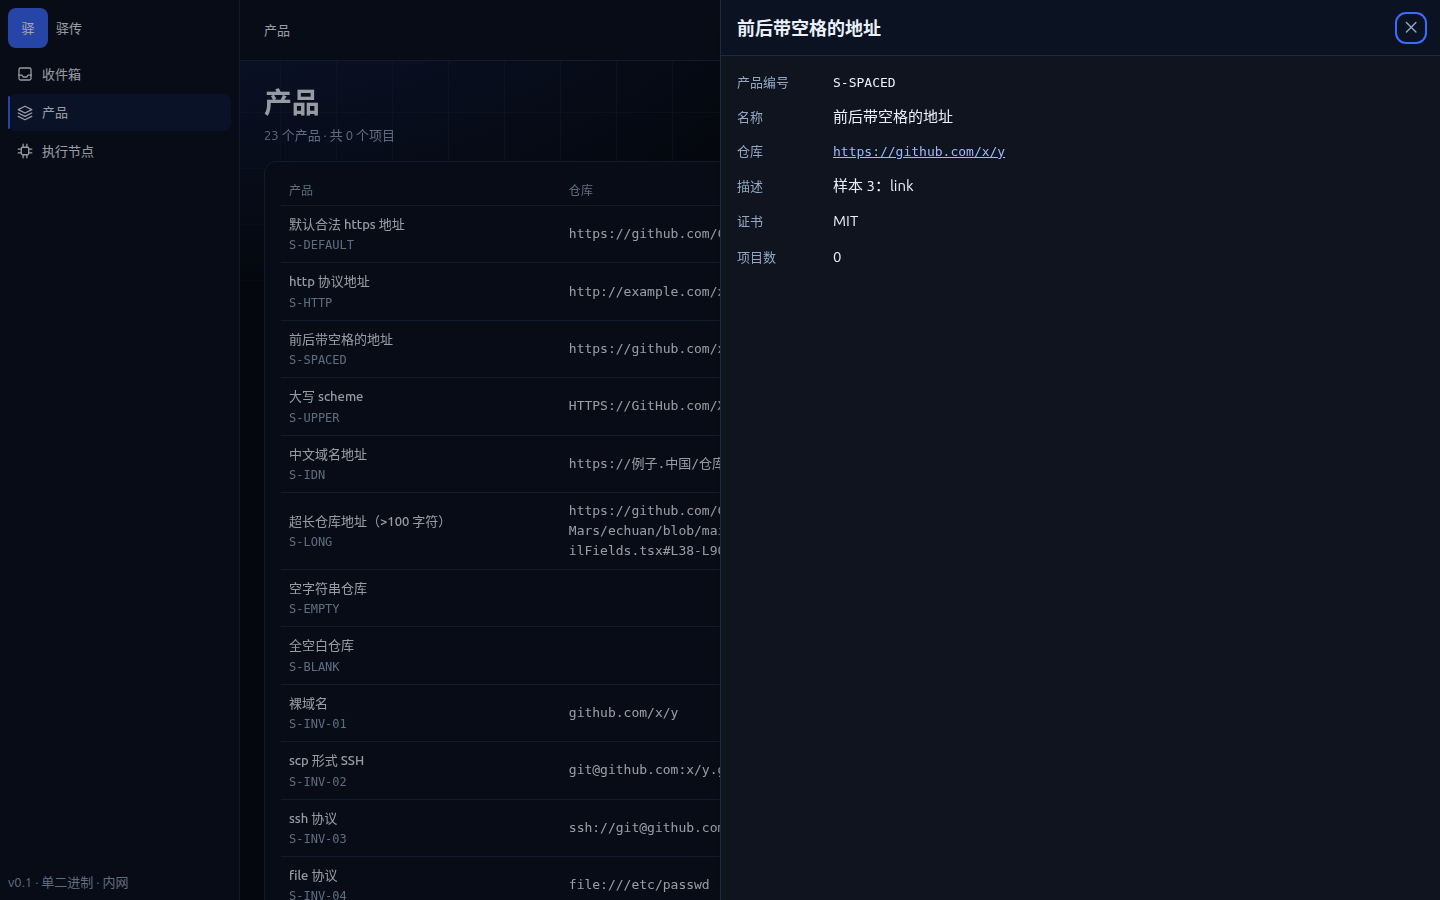 驿 驿传
收件箱
产品
执行节点
v0.1 · 单二进制 · 内网
产品
产品
23 个产品 · 共 0 个项目
产品 仓库
默认合法 https 地址
S-DEFAULT
https://github.com/
http 协议地址
S-HTTP
http://example.com/
前后带空格的地址
S-SPACED
https://github.com/
大写 scheme
S-UPPER
HTTPS://GitHub.com/
中文域名地址
S-IDN
https://例子.中国/仓库
超长仓库地址（>100 字符）
S-LONG
https://github.com/
Mars/echuan/blob/mai
ilFields.tsx#L38-L9
空字符串仓库
S-EMPTY
全空白仓库
S-BLANK
裸域名
S-INV-01
github.com/x/y
scp 形式 SSH
S-INV-02
git@github.com:x/y.
ssh 协议
S-INV-03
ssh://git@github.co
file 协议
S-INV-04
file:///etc/passwd
前后带空格的地址
产品编号 S-SPACED
名称 前后带空格的地址
仓库 https://github.com/x/y
描述 样本 3：link
证书 MIT
项目数 0